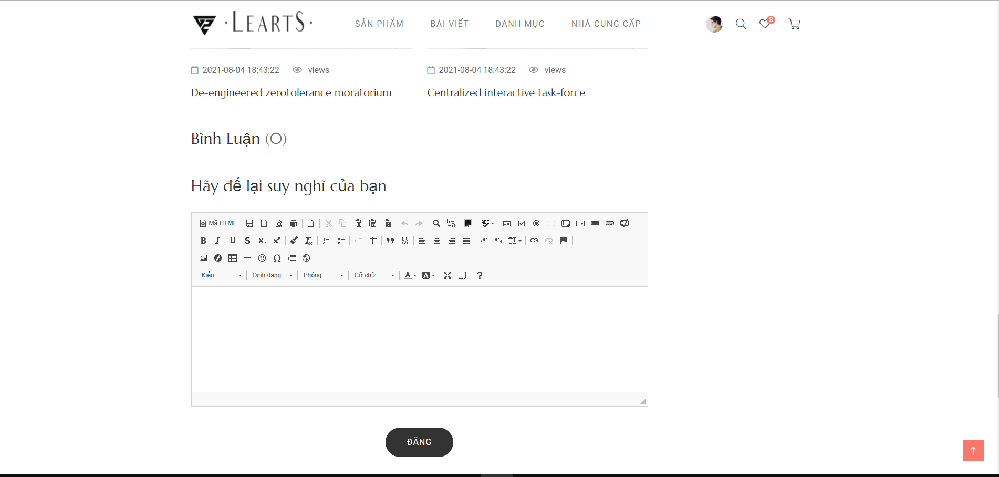 ·LEARTS·
SẢN PHẨM BÀI VIẾT DANH MỤC NHÀ CUNG CẤP
3
2021-08-04 18:43:22 views
2021-08-04 18:43:22 views
De-engineered zerotolerance moratorium
Centralized interactive task-force
Bình Luận (0)
Hãy để lại suy nghĩ của bạn
Mã HTML
Kiểu Định dạng Phông Cỡ chữ
ĐĂNG